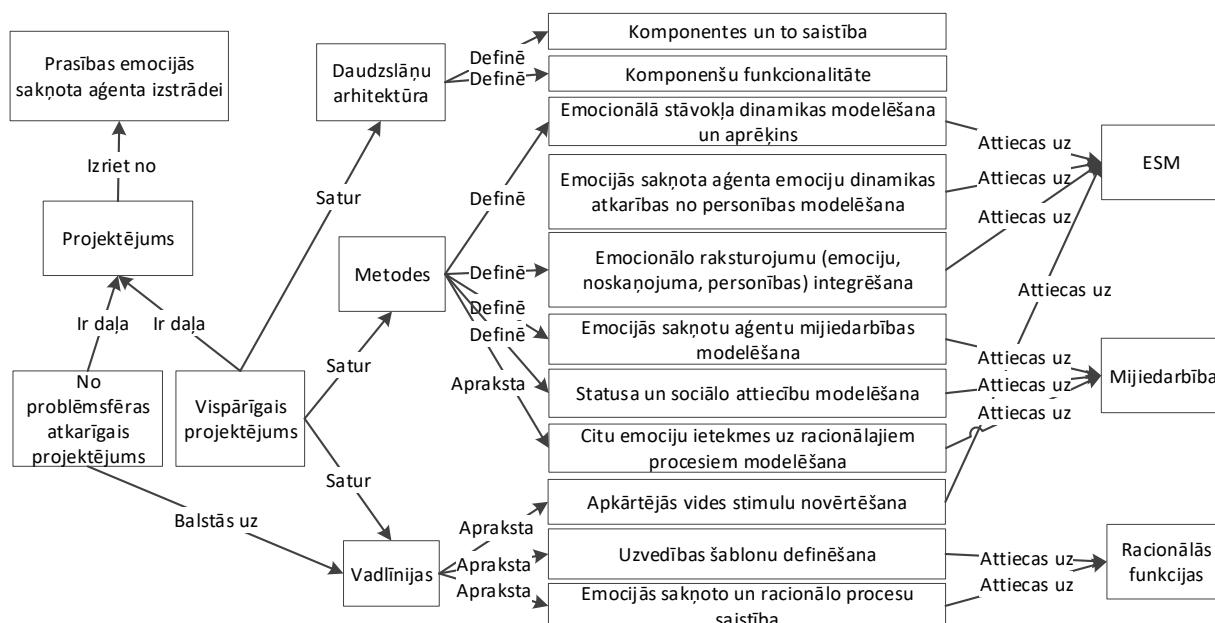 Prasības emocijās
sakņota aģenta izstrādei
Izriet no
Projektējums
Ir daļa
Ir daļa
No
problēmsfēras
atkarīgais
projektējums
Vispārīgais
projektējums
Balstās uz
Satur
Satur
Satur
Daudzslāņu
arhitektūra
Metodes
Vadlīnijas
Definē
Definē
Definē
Definē
Definē
Definē
Apraksta
Apraksta
Apraksta
Apraksta
Komponentes un to saistība
Komponenšu funkcionalitāte
Emocionālā stāvokļa dinamikas modelēšana
un aprēķins
Emocijās sakņota aģenta emociju dinamikas
atkarības no personības modelēšana
Emocionālo raksturojumu (emociju,
noskaņojuma, personības) integrēšana
Emocijās sakņotu aģentu mijiedarbības
modelēšana
Statusa un sociālo attiecību modelēšana
Citu emociju ietekmes uz racionālajiem
procesiem modelēšana
Apkārtējās vides stimulu novērtēšana
Uzvedības šablonu definēšana
Emocijās sakņoto un racionālo procesu
saistība
Attiecas uz
Attiecas uz
Attiecas uz
Attiecas uz
Attiecas uz
Attiecas uz
Attiecas uz
Attiecas uz
Attiecas uz
ESM
Mijiedarbība
Racionālās
funkcijas